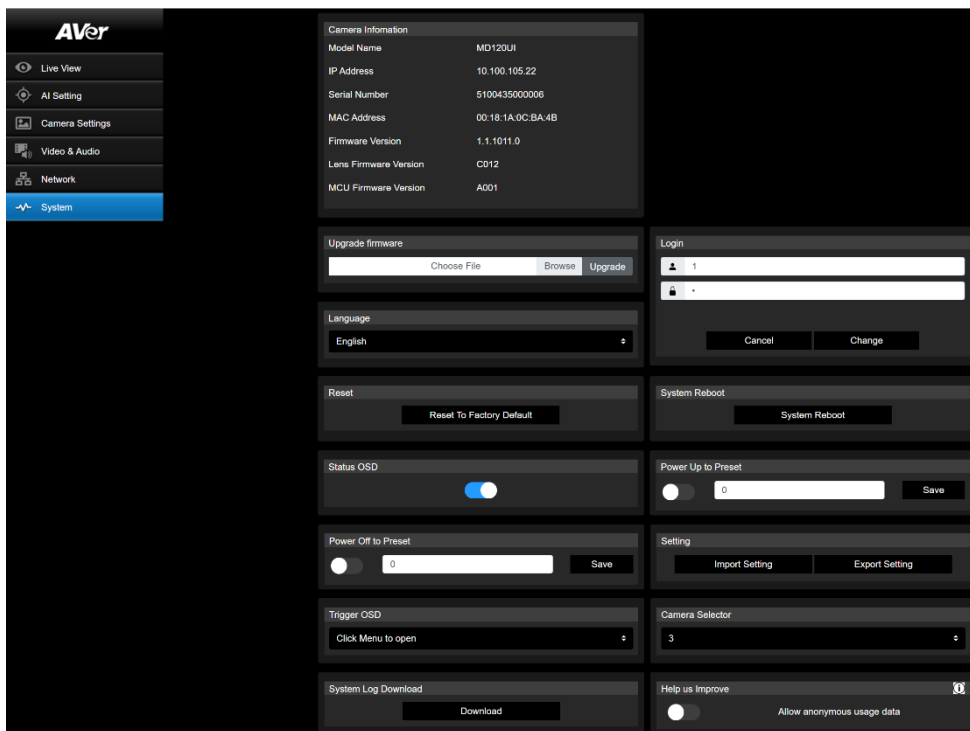 AVer
Live View
AI Setting
Camera Settings
Video & Audio
Network
System
Camera Infomation
Model Name MD120UI
IP Address 10.100.105.22
Serial Number 5100435000006
MAC Address 00:18:1A:0C:BA:4B
Firmware Version 1.1.1011.0
Lens Firmware Version C012
MCU Firmware Version A001
Upgrade firmware
Choose File Browse Upgrade
Login
1
•
Cancel Change
Language
English
Reset
Reset To Factory Default
System Reboot
System Reboot
Status OSD
Power Up to Preset
0 Save
Power Off to Preset
0 Save
Setting
Import Setting Export Setting
Trigger OSD
Click Menu to open
Camera Selector
3
System Log Download
Download
Help us Improve
Allow anonymous usage data